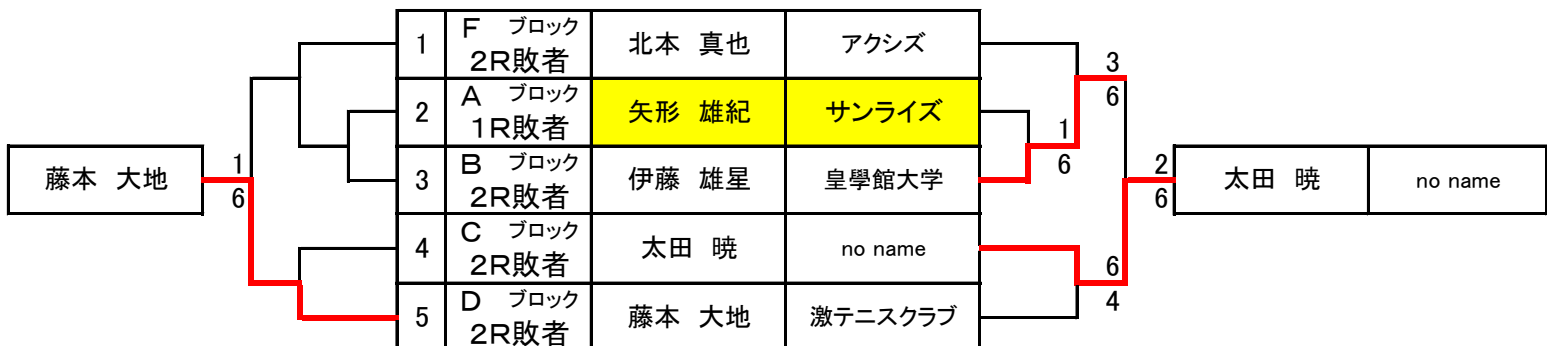 1 F ブロック 2R敗者 北本 真也 アクシズ
3
6
2 A ブロック 1R敗者 矢形 雄紀 サンライズ
1
6
藤本 大地
1
6
3 B ブロック 2R敗者 伊藤 雄星 皇學館大学
2
6
太田 暁 no name
4 C ブロック 2R敗者 太田 暁 no name
6
4
5 D ブロック 2R敗者 藤本 大地 激テニスクラブ